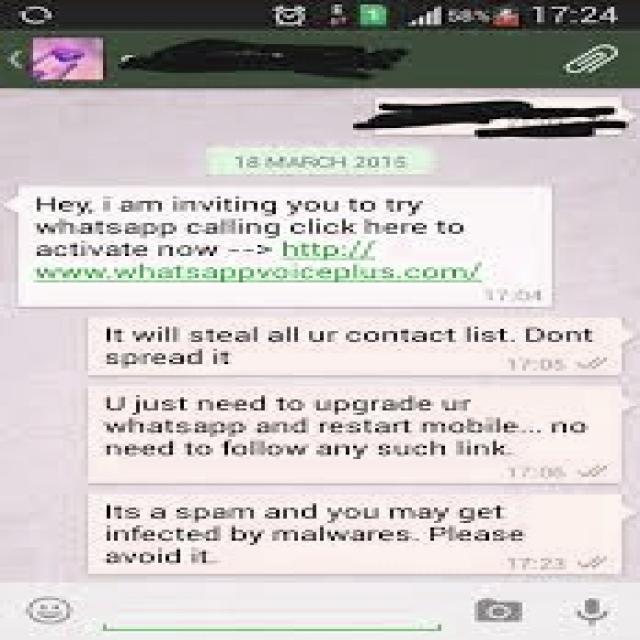 58% 17:24
1
18 MARCH 2015
Hey, i am inviting you to try
whatsapp calling click here to
activate now --> http://
www.whatsappvoiceplus.com/
17:04
It will steal all ur contact list. Dont
spread it
17:05
U just need to upgrade ur
whatsapp and restart mobile... no
need to follow any such link.
17:06
Its a spam and you may get
infected by malwares. Please
avoid it.
17:23